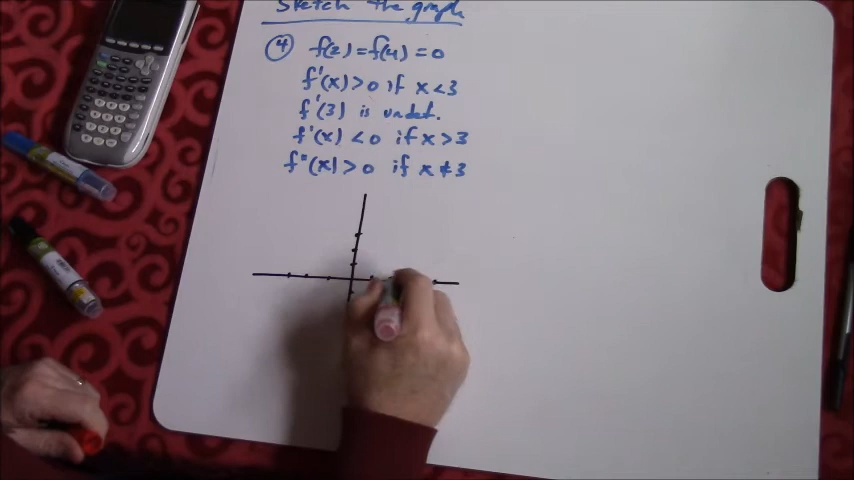 Sketch the graph
④ f(2)=f(4)=0
f'(x)>0 if x<3
f'(3) is undef.
f'(x)<0 if x>3
f"(x)>0 if x≠3